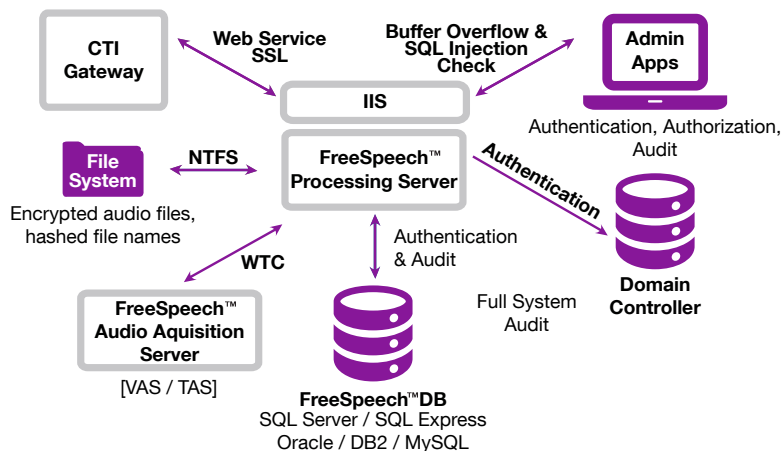 CTI
Gateway
Web Service
SSL
Buffer Overflow &
SQL Injection
Check
Admin
Apps
IIS
Authentication, Authorization,
Audit
File
System
NTFS
FreeSpeech™
Processing Server
Authentication
Encrypted audio files,
hashed file names
WTC
Authentication
& Audit
Domain
Controller
FreeSpeech™
Audio Aquisition
Server
Full System
Audit
[VAS / TAS]
FreeSpeech™DB
SQL Server / SQL Express
Oracle / DB2 / MySQL